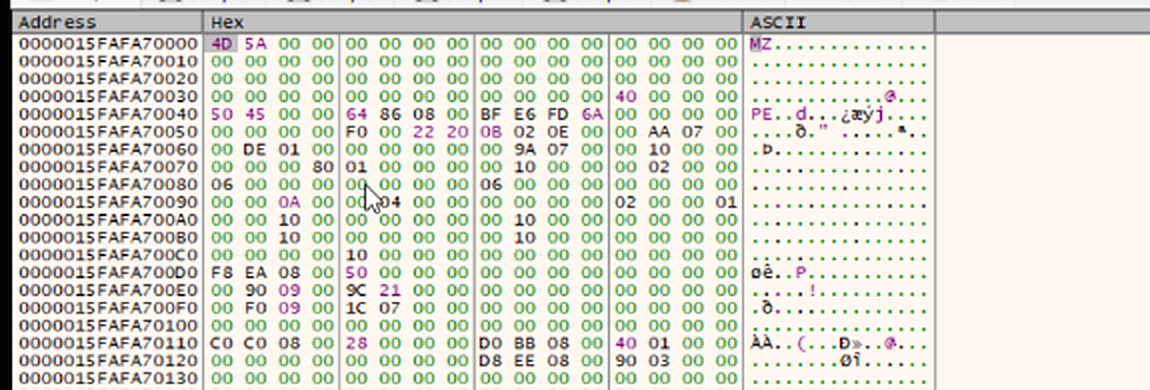 Address Hex ASCII
0000015FAFA70000 4D 5A 00 00 00 00 00 00 00 00 00 00 00 00 00 00 MZ..............
0000015FAFA70010 00 00 00 00 00 00 00 00 00 00 00 00 00 00 00 00 ................
0000015FAFA70020 00 00 00 00 00 00 00 00 00 00 00 00 00 00 00 00 ................
0000015FAFA70030 00 00 00 00 00 00 00 00 00 00 00 00 40 00 00 00 ............@...
0000015FAFA70040 50 45 00 00 64 86 08 00 BF E6 FD 6A 00 00 00 00 PE..d...¿æýj....
0000015FAFA70050 00 00 00 00 F0 00 22 20 0B 02 0E 00 00 AA 07 00 ....ð." .....ª..
0000015FAFA70060 00 DE 01 00 00 00 00 00 00 9A 07 00 00 10 00 00 .Þ..............
0000015FAFA70070 00 00 00 80 01 00 00 00 00 10 00 00 00 02 00 00 ................
0000015FAFA70080 06 00 00 00 00 00 00 00 06 00 00 00 00 00 00 00 ................
0000015FAFA70090 00 00 0A 00 00 04 00 00 00 00 00 00 02 00 00 01 ................
0000015FAFA700A0 00 00 10 00 00 00 00 00 00 10 00 00 00 00 00 00 ................
0000015FAFA700B0 00 00 10 00 00 00 00 00 00 10 00 00 00 00 00 00 ................
0000015FAFA700C0 00 00 00 00 10 00 00 00 00 00 00 00 00 00 00 00 ................
0000015FAFA700D0 F8 EA 08 00 50 00 00 00 00 00 00 00 00 00 00 00 øê..P...........
0000015FAFA700E0 00 90 09 00 9C 21 00 00 00 00 00 00 00 00 00 00 .....!..........
0000015FAFA700F0 00 F0 09 00 1C 07 00 00 00 00 00 00 00 00 00 00 .ð..............
0000015FAFA70100 00 00 00 00 00 00 00 00 00 00 00 00 00 00 00 00 ................
0000015FAFA70110 C0 C0 08 00 28 00 00 00 D0 BB 08 00 40 01 00 00 ÀÀ..(...Ð»..@...
0000015FAFA70120 00 00 00 00 00 00 00 00 D8 EE 08 00 90 03 00 00 ........Øî......
0000015FAFA70130 00 00 00 00 00 00 00 00 00 00 00 00 00 00 00 00 ................